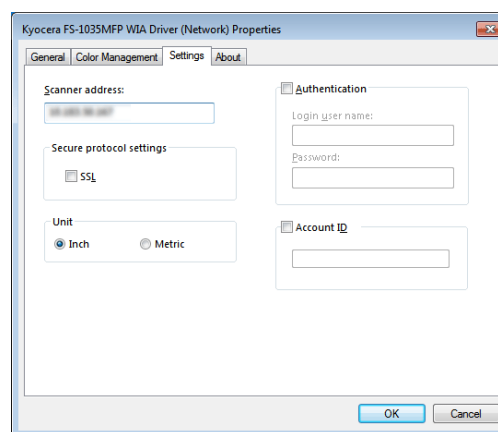 Kyocera FS-1035MFP WIA Driver (Network) Properties
General Color Management Settings About
Scanner address:
Secure protocol settings
SSL
Unit
Inch Metric
Authentication
Login user name:
Password:
Account ID
OK Cancel